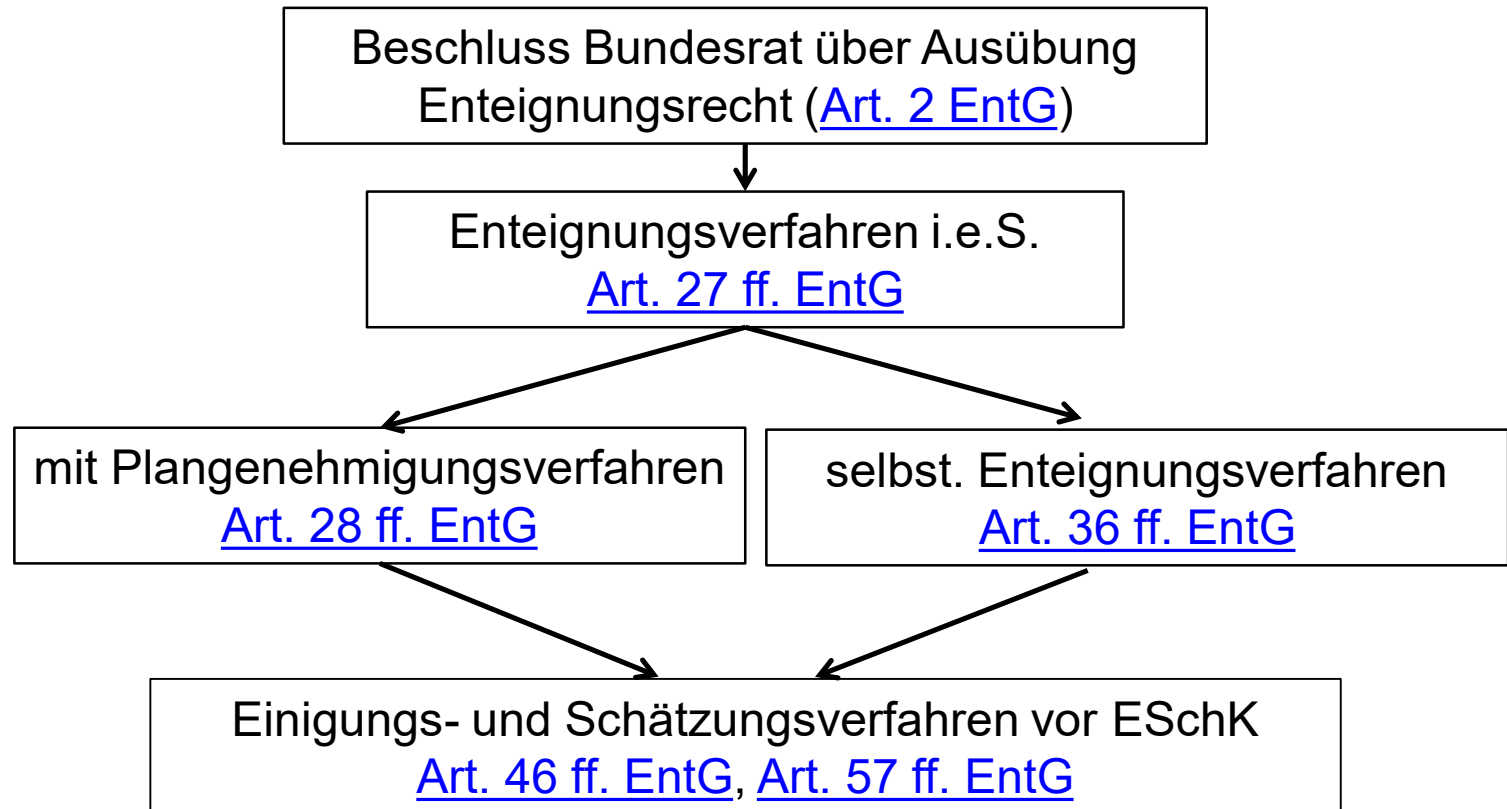 Beschluss Bundesrat über Ausübung
Enteignungsrecht (Art. 2 EntG)
Enteignungsverfahren i.e.S.
Art. 27 ff. EntG
mit Plangenehmigungsverfahren
Art. 28 ff. EntG
selbst. Enteignungsverfahren
Art. 36 ff. EntG
Einigungs- und Schätzungsverfahren vor ESchK
Art. 46 ff. EntG, Art. 57 ff. EntG